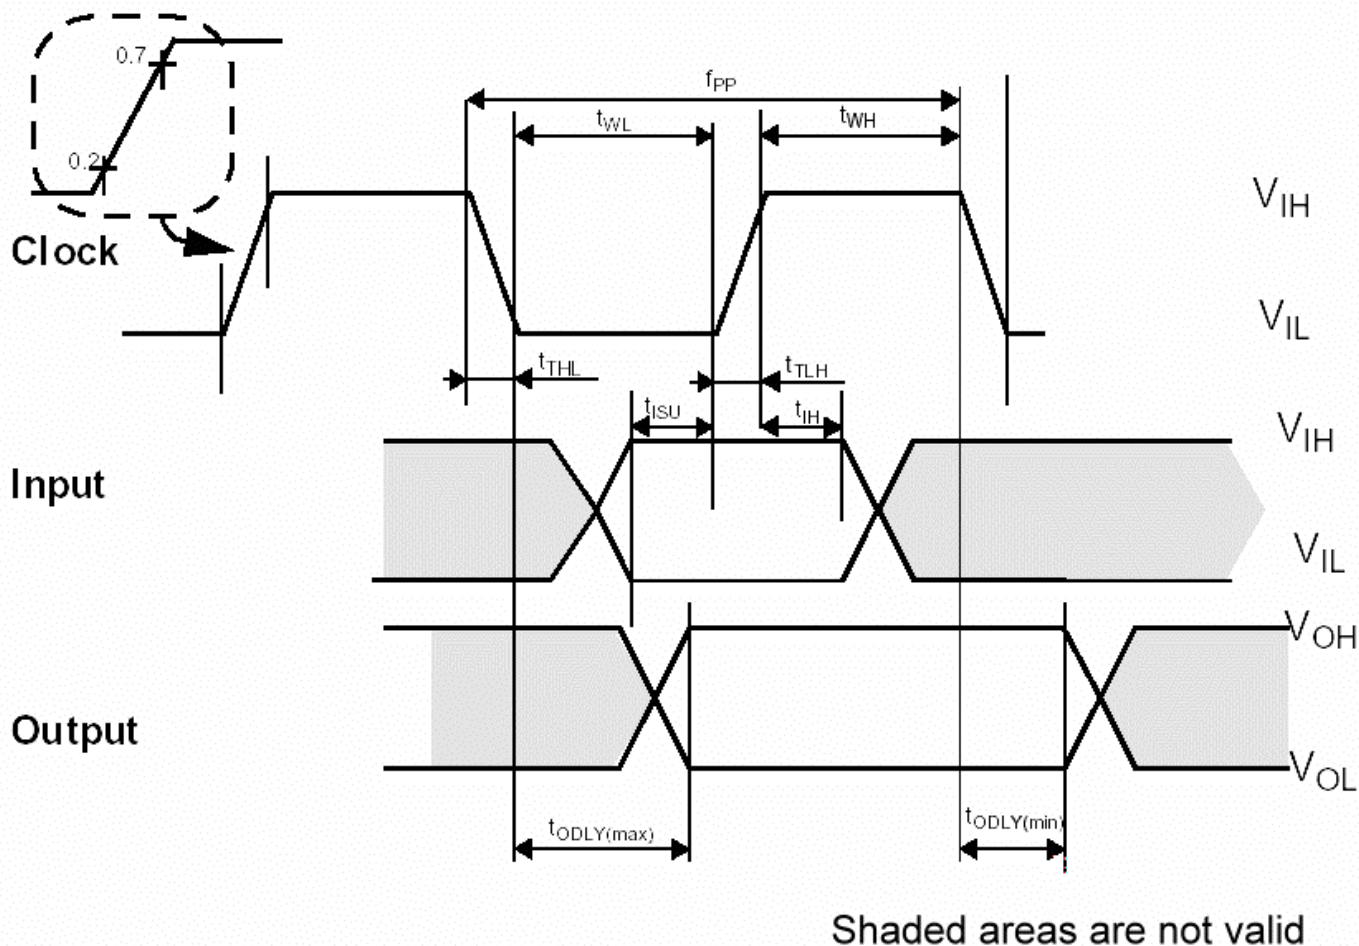 0.7
0.2
fPP
tWL
tWH
VIH
Clock
VIL
tTHL
tTLH
tISU
tIH
VIH
Input
VIL
VOH
Output
VOL
tODLY(max)
tODLY(min)
Shaded areas are not valid